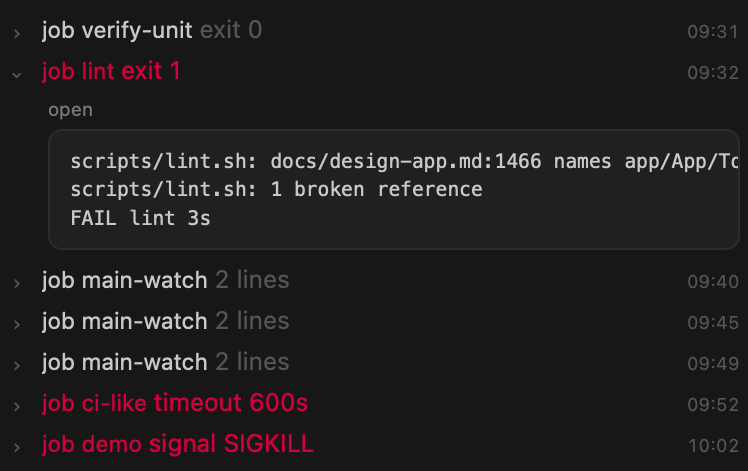 job verify-unit exit 0 09:31
job lint exit 1 09:32
open
scripts/lint.sh: docs/design-app.md:1466 names app/App/To
scripts/lint.sh: 1 broken reference
FAIL lint 3s
job main-watch 2 lines 09:40
job main-watch 2 lines 09:45
job main-watch 2 lines 09:49
job ci-like timeout 600s 09:52
job demo signal SIGKILL 10:02